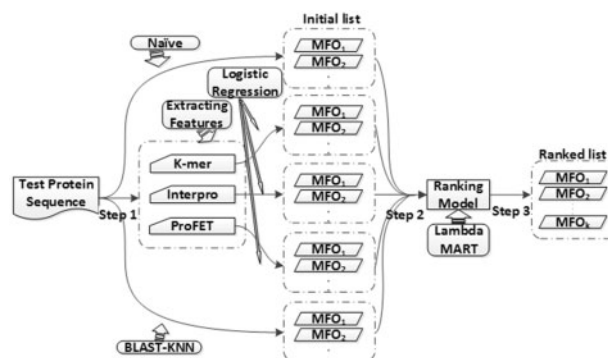 Initial list
Naïve
MFO1
MFO2
Logistic
Regression
Extracting
Features
MFO1
MFO2
K-mer
Ranked list
Test Protein
Sequence
Step 1
Interpro
MFO1
MFO2
Step 2
Ranking
Model
Step 3
MFO1
MFO2
MFOk
ProFET
Lambda
MART
MFO1
MFO2
MFO1
MFO2
BLAST-KNN